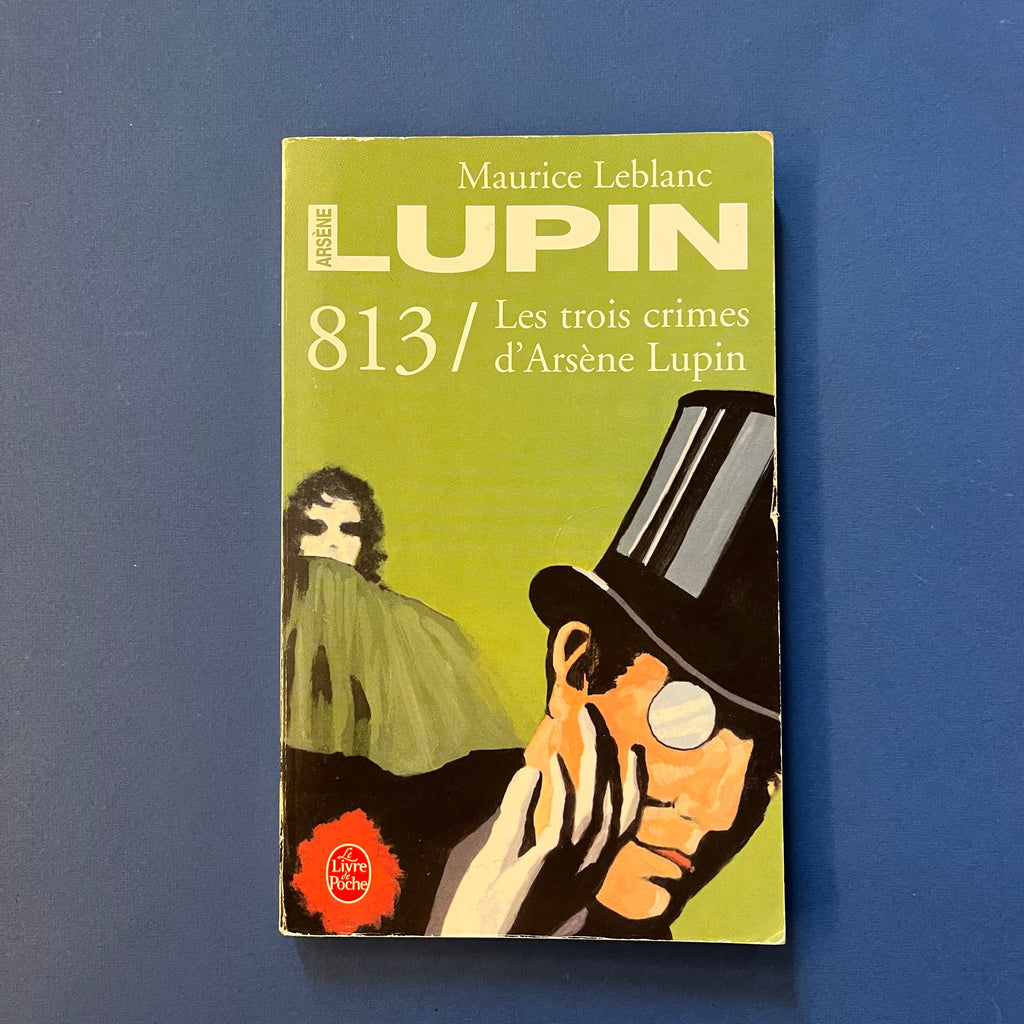 Maurice Leblanc
ARSÈNE
LUPIN
813 / Les trois crimes
d'Arsène Lupin
Le
Livre
de
Poche